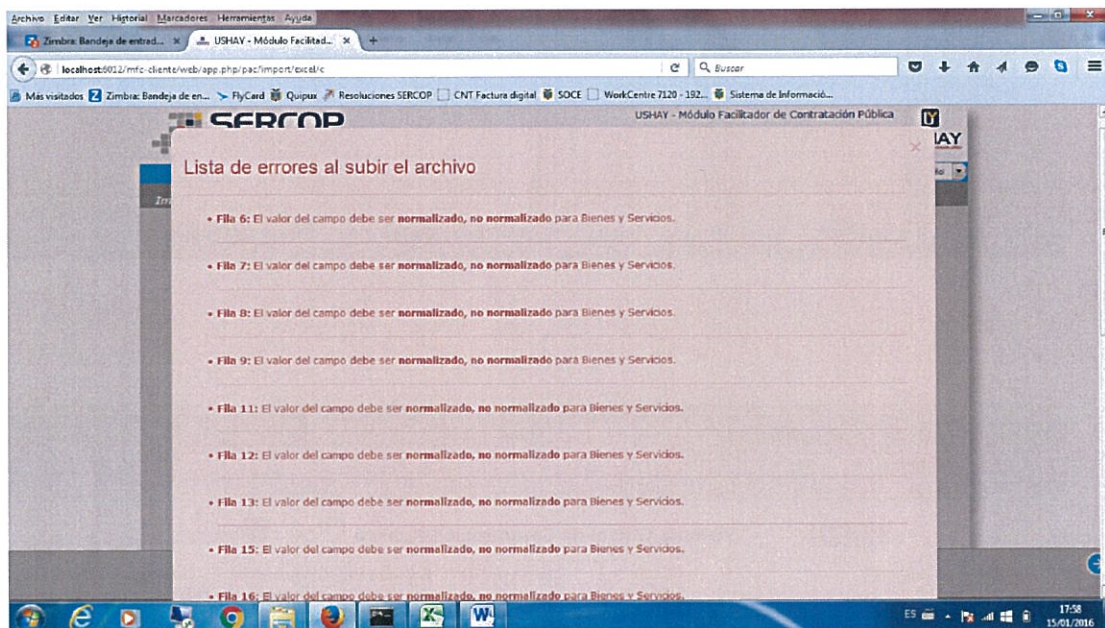 Archivo Editar Ver Historial Marcadores Herramientas Ayuda
Zimbra: Bandeja de entrad... × USHAY - Módulo Facilitad... × +
localhost:6012/mfc-cliente/web/app.php/pac/import/excel/c
Buscar
Más visitados Zimbra: Bandeja de en... FlyCard Quipux Resoluciones SERCOP CNT Factura digital SOCE WorkCentre 7120 - 192... Sistema de Informació...
SERCOP
USHAY - Módulo Facilitador de Contratación Pública
Lista de errores al subir el archivo
×
• Fila 6: El valor del campo debe ser normalizado, no normalizado para Bienes y Servicios.
• Fila 7: El valor del campo debe ser normalizado, no normalizado para Bienes y Servicios.
• Fila 8: El valor del campo debe ser normalizado, no normalizado para Bienes y Servicios.
• Fila 9: El valor del campo debe ser normalizado, no normalizado para Bienes y Servicios.
• Fila 11: El valor del campo debe ser normalizado, no normalizado para Bienes y Servicios.
• Fila 12: El valor del campo debe ser normalizado, no normalizado para Bienes y Servicios.
• Fila 13: El valor del campo debe ser normalizado, no normalizado para Bienes y Servicios.
• Fila 15: El valor del campo debe ser normalizado, no normalizado para Bienes y Servicios.
• Fila 16: El valor del campo debe ser normalizado, no normalizado para Bienes y Servicios.
ES
17:58
15/01/2016